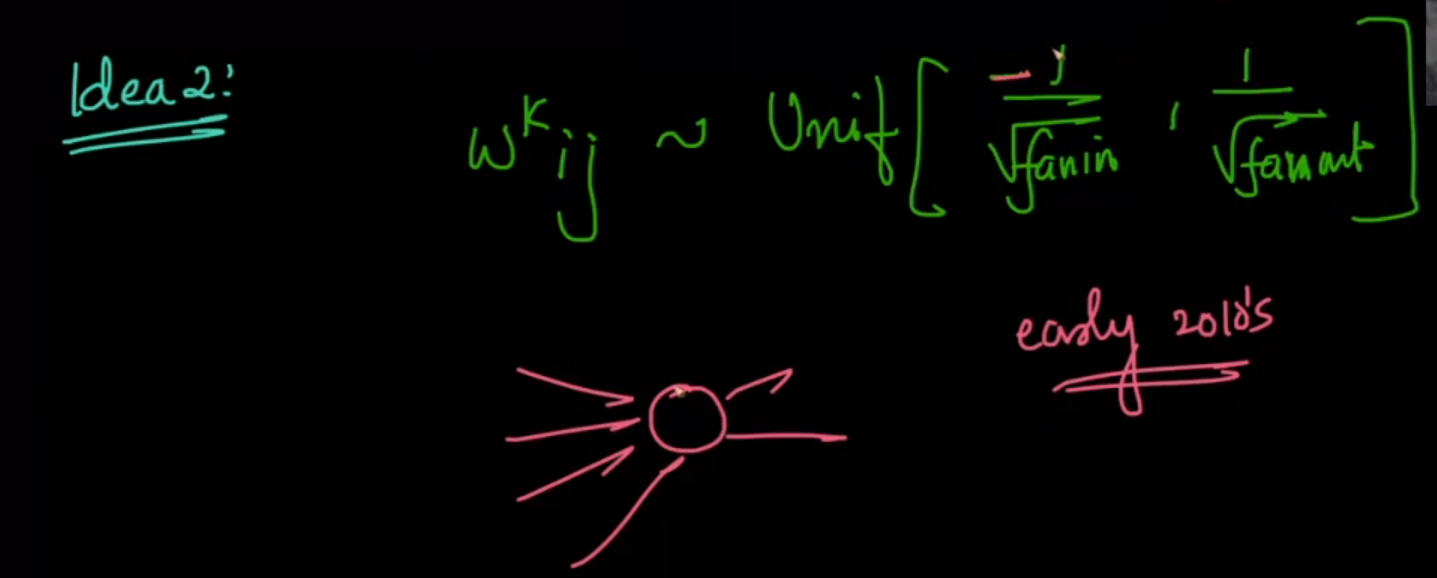 Idea 2:
w^k_ij ~ Unif[ -1/√fanin , 1/√fanout ]
early 2010's